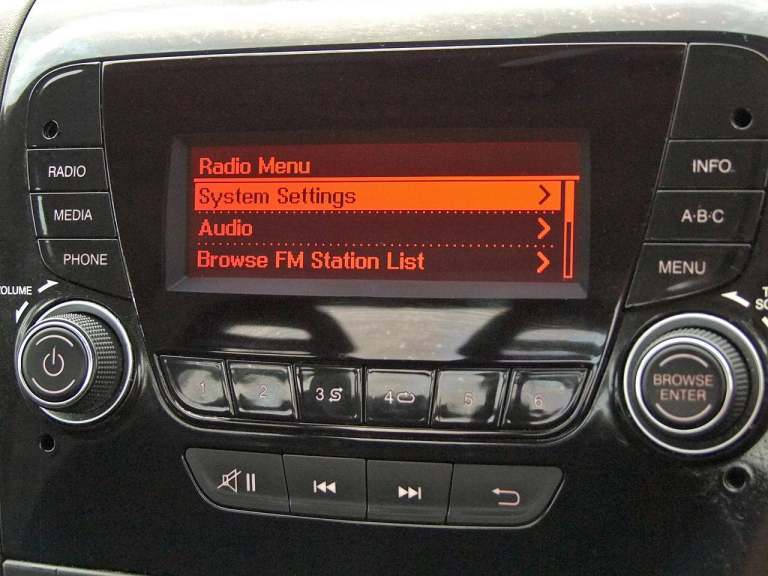 Radio Menu
System Settings
Audio
Browse FM Station List
RADIO
MEDIA
PHONE
VOLUME
INFO
A·B·C
MENU
BROWSE
ENTER
1
2
3
4
5
6